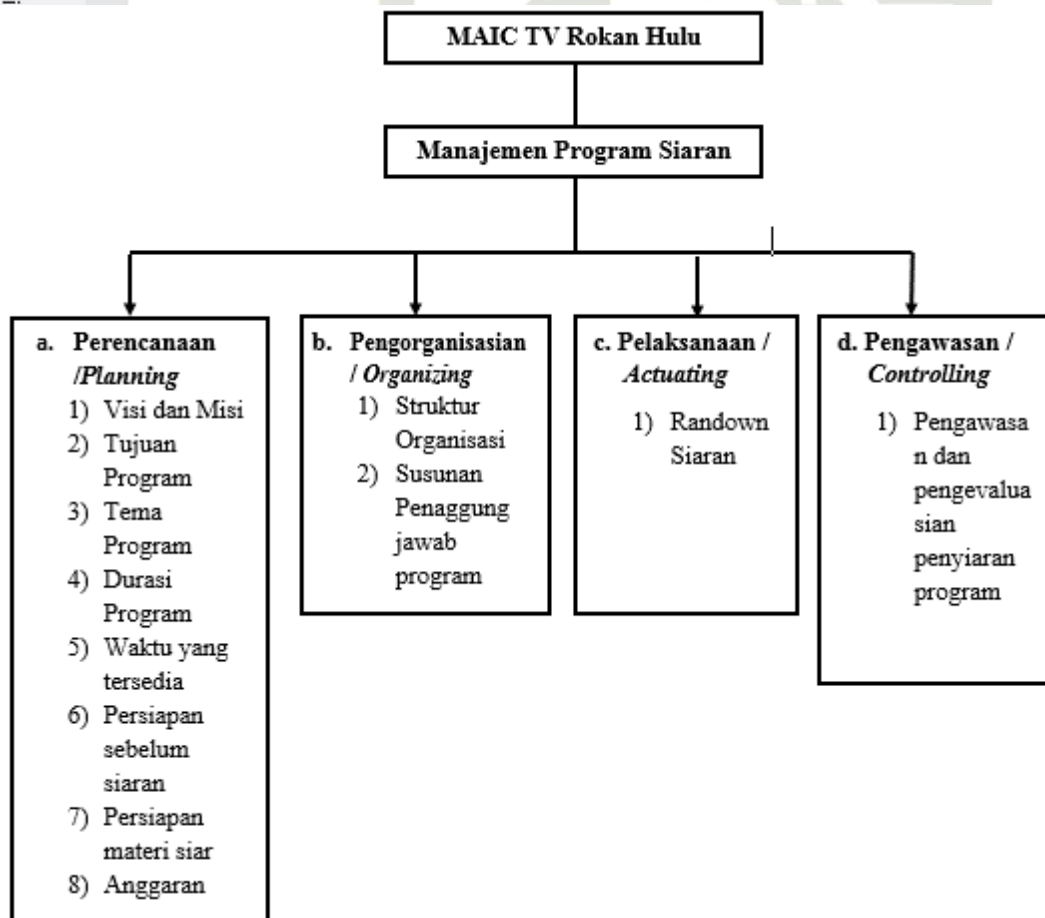 MAIC TV Rokan Hulu
Manajemen Program Siaran
a. Perencanaan
/Planning
1) Visi dan Misi
2) Tujuan
Program
3) Tema
Program
4) Durasi
Program
5) Waktu yang
tersedia
6) Persiapan
sebelum
siaran
7) Persiapan
materi siar
8) Anggaran
b. Pengorganisasian
/ Organizing
1) Struktur
Organisasi
2) Susunan
Penaggung
jawab
program
c. Pelaksanaan /
Actuating
1) Randown
Siaran
d. Pengawasan /
Controlling
1) Pengawasa
n dan
pengevalua
sian
penyiaran
program